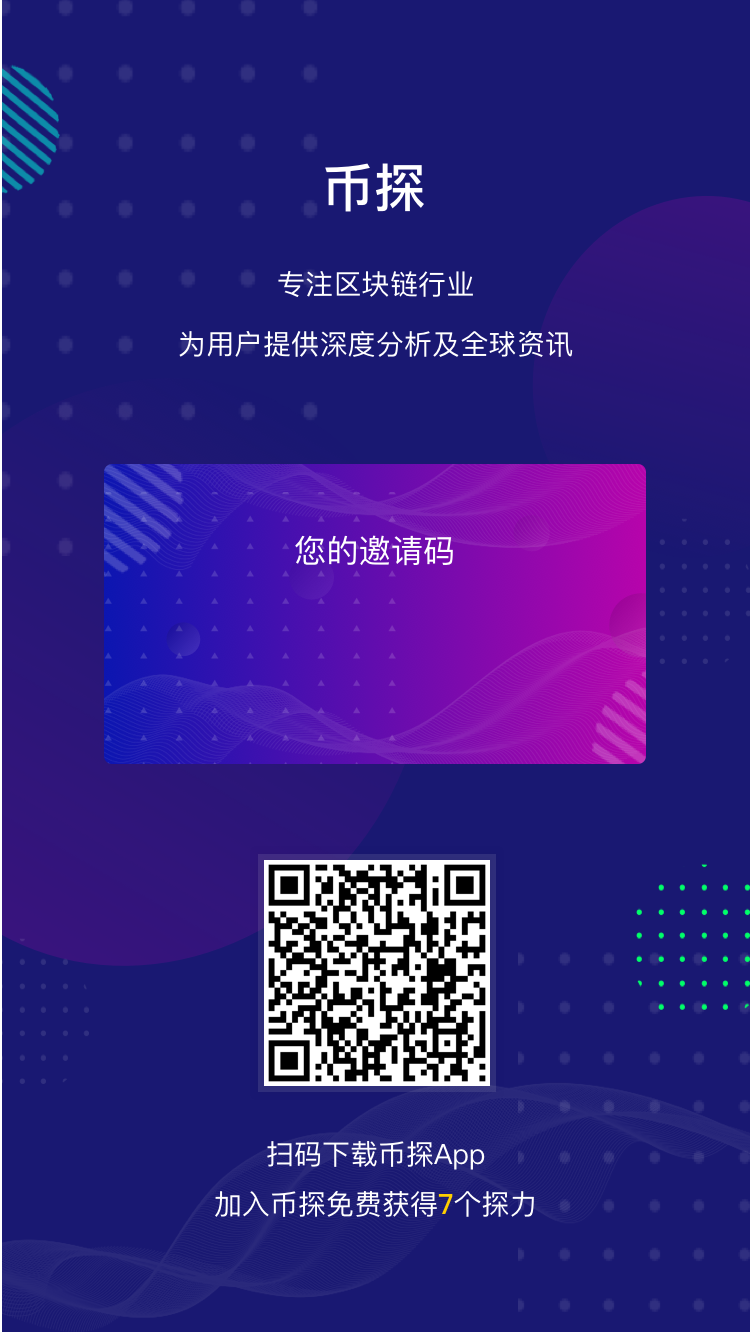 币探
专注区块链行业
为用户提供深度分析及全球资讯
您的邀请码
扫码下载币探App
加入币探免费获得7个探力